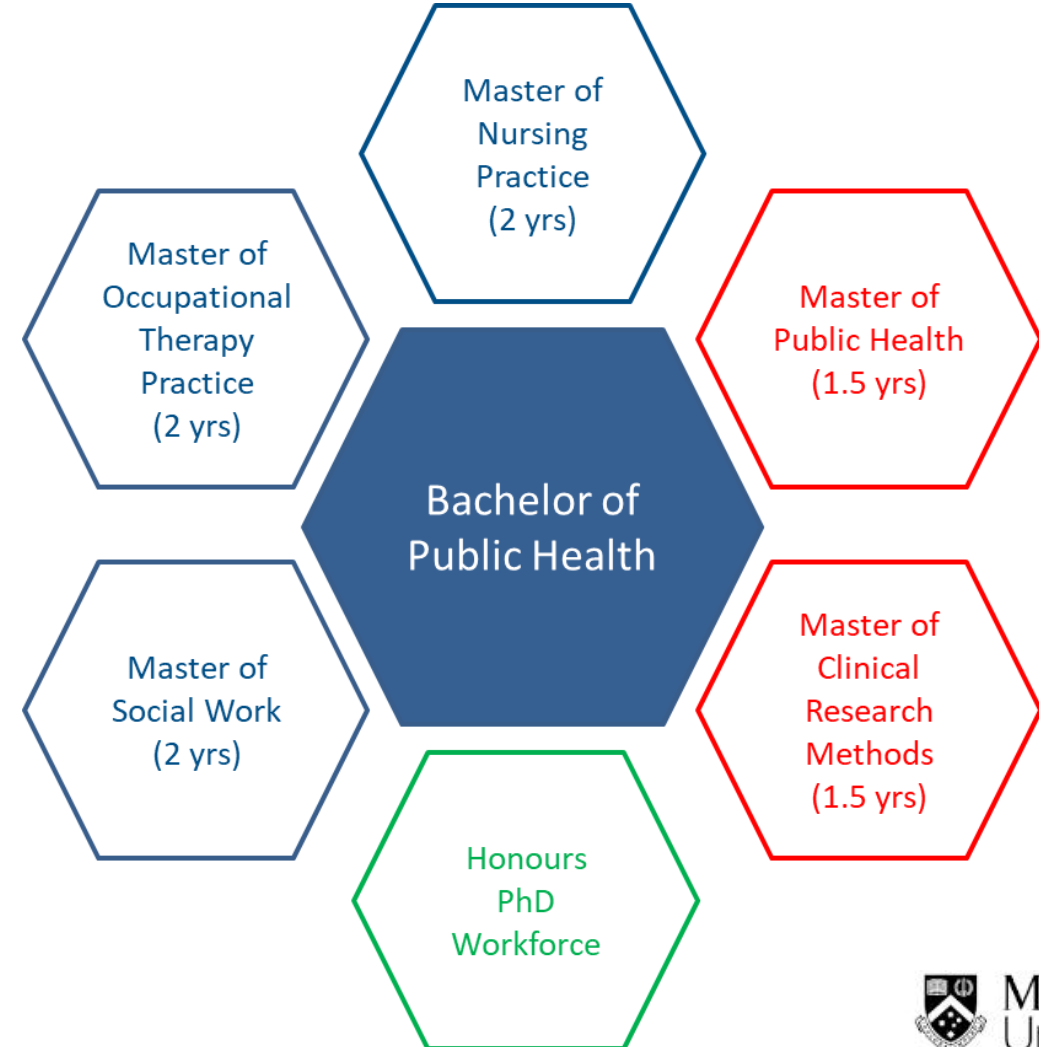 Master of
Nursing
Practice
(2 yrs)
Master of
Occupational
Therapy
Practice
(2 yrs)
Master of
Public Health
(1.5 yrs)
Bachelor of
Public Health
Master of
Social Work
(2 yrs)
Master of
Clinical
Research
Methods
(1.5 yrs)
Honours
PhD
Workforce